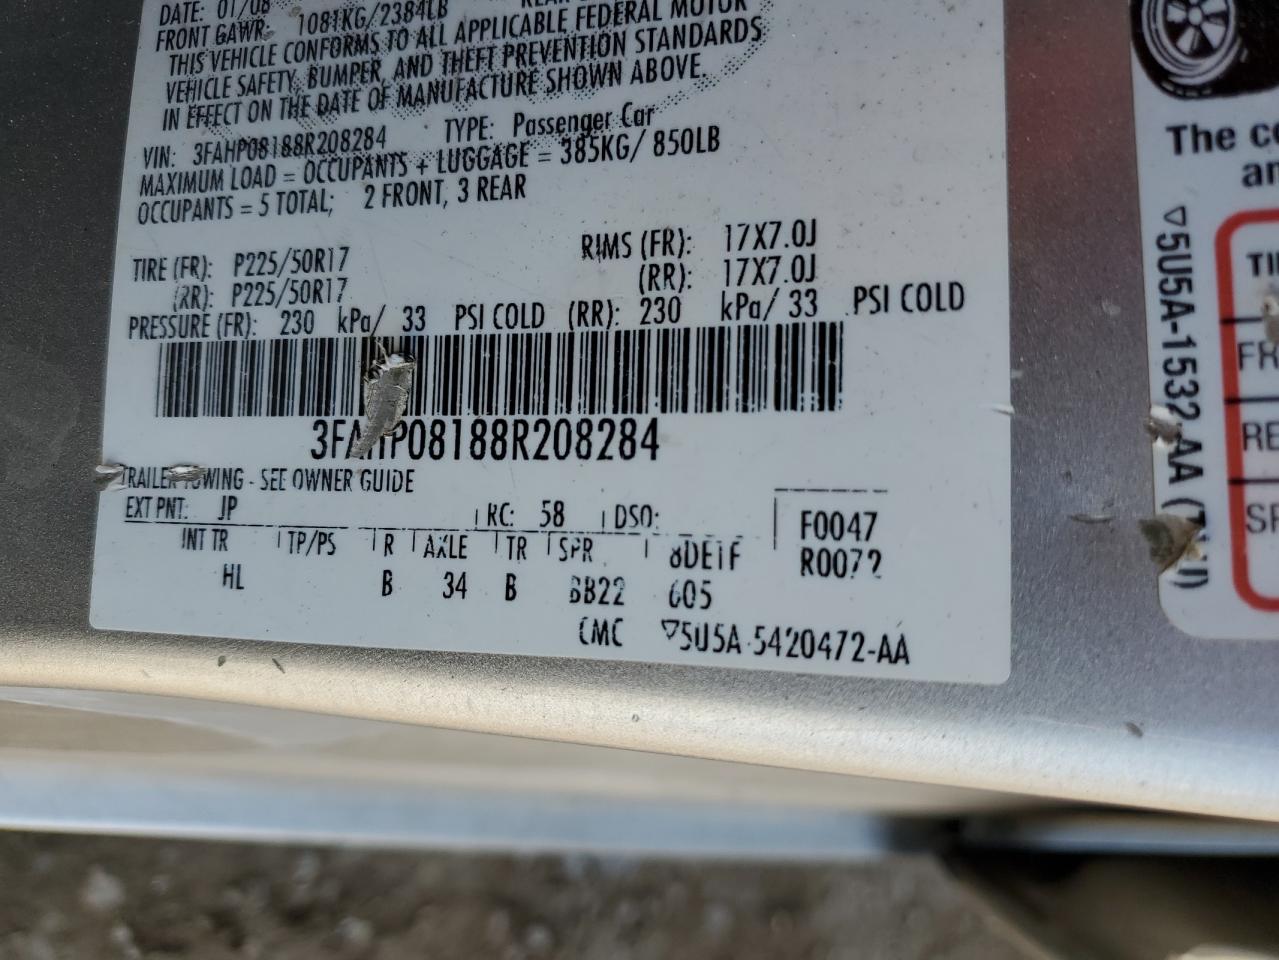 DATE: 01/08
FRONT GAWR: 1081KG/2384LB REAR
THIS VEHICLE CONFORMS TO ALL APPLICABLE FEDERAL MOTOR
VEHICLE SAFETY, BUMPER, AND THEFT PREVENTION STANDARDS
IN EFFECT ON THE DATE OF MANUFACTURE SHOWN ABOVE.
VIN: 3FAHP08188R208284 TYPE: Passenger Car
MAXIMUM LOAD = OCCUPANTS + LUGGAGE = 385KG/ 850LB
OCCUPANTS = 5 TOTAL; 2 FRONT, 3 REAR
TIRE (FR): P225/50R17 RIMS (FR): 17X7.0J
(RR): P225/50R17 (RR): 17X7.0J
PRESSURE (FR): 230 kPa/ 33 PSI COLD (RR): 230 kPa/ 33 PSI COLD
3FAHP08188R208284
TRAILER TOWING - SEE OWNER GUIDE
EXT PNT: JP RC: 58 DSO: F0047
INT TR TP/PS R AXLE TR SPR 8DE1F R0072
HL B 34 B BB22 605
CMC ▽5U5A-5420472-AA
The
▽5U5A-1532
AA